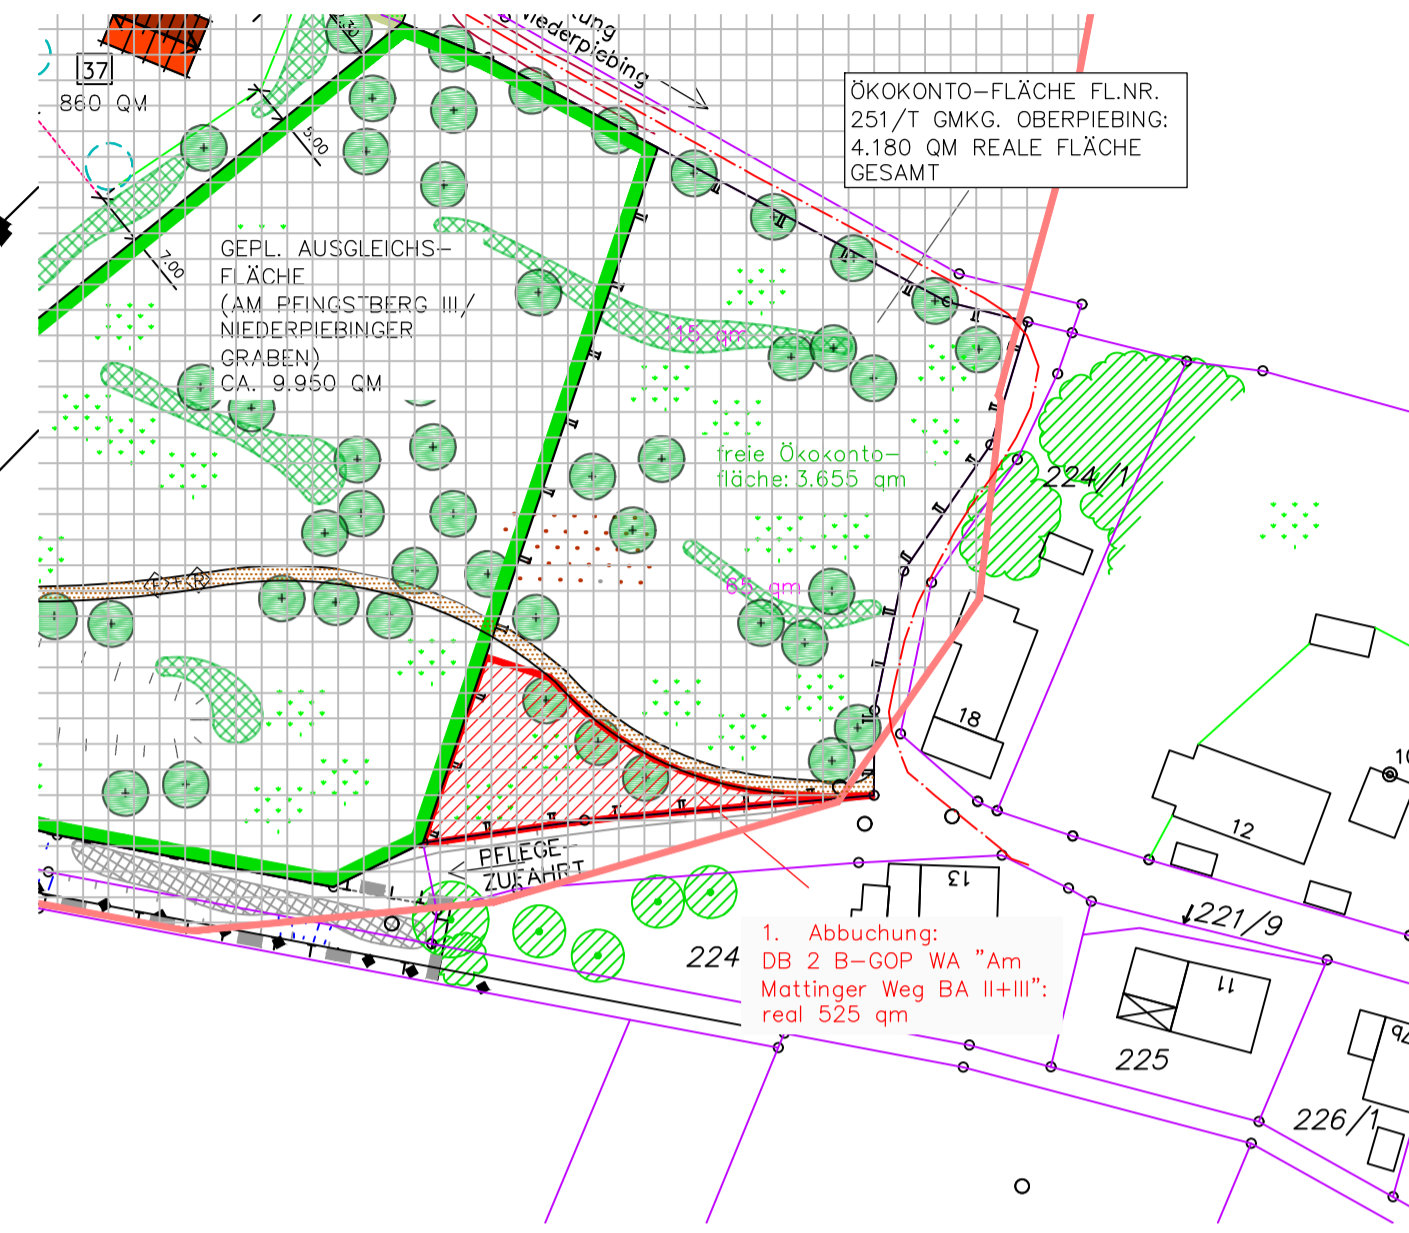 tung
Niederpiebing
37
860 QM
5.00
7.00
ÖKOKONTO-FLÄCHE FL.NR.
251/T GMKG. OBERPIEBING:
4.180 QM REALE FLÄCHE
GESAMT
GEPL. AUSGLEICHS-
FLÄCHE
(AM PFINGSTBERG III/
NIEDERPIEBINGER
GRABEN)
CA. 9.950 QM
115 qm
freie Ökokonto-
fläche: 3.655 qm
224/1
65 qm
F+R
18
12
10
PFLEGE-
ZUFAHRT
13
221/9
224
1. Abbuchung:
DB 2 B-GOP WA "Am
Mattinger Weg BA II+III":
real 525 qm
11
225
226/1